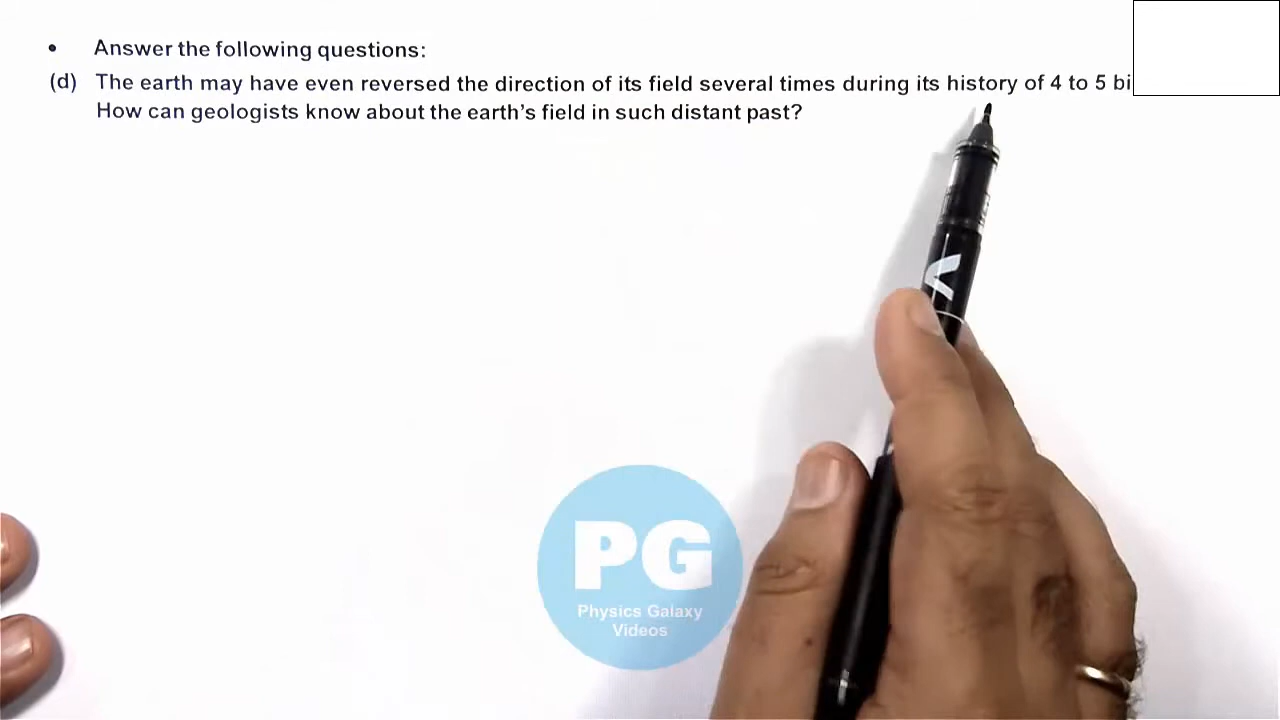 • Answer the following questions:
(d) The earth may have even reversed the direction of its field several times during its history of 4 to 5 bi
How can geologists know about the earth's field in such distant past?
PG
Physics Galaxy
Videos